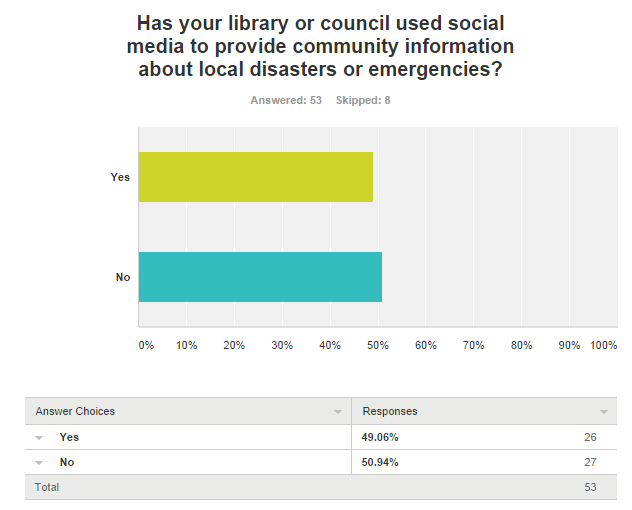 Has your library or council used social
media to provide community information
about local disasters or emergencies?
Answered: 53 Skipped: 8
Yes
No
0% 10% 20% 30% 40% 50% 60% 70% 80% 90% 100%
Answer Choices Responses
Yes 49.06% 26
No 50.94% 27
Total 53